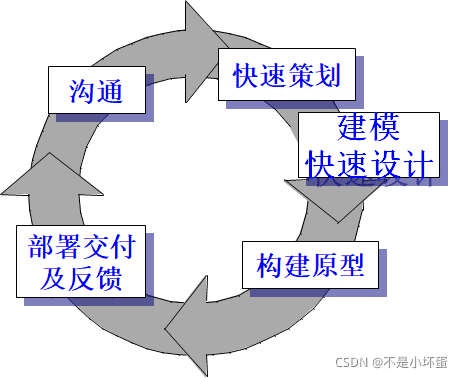 沟通
快速策划
建模
快速设计
构建原型
部署交付
及反馈
CSDN @不是小坏蛋